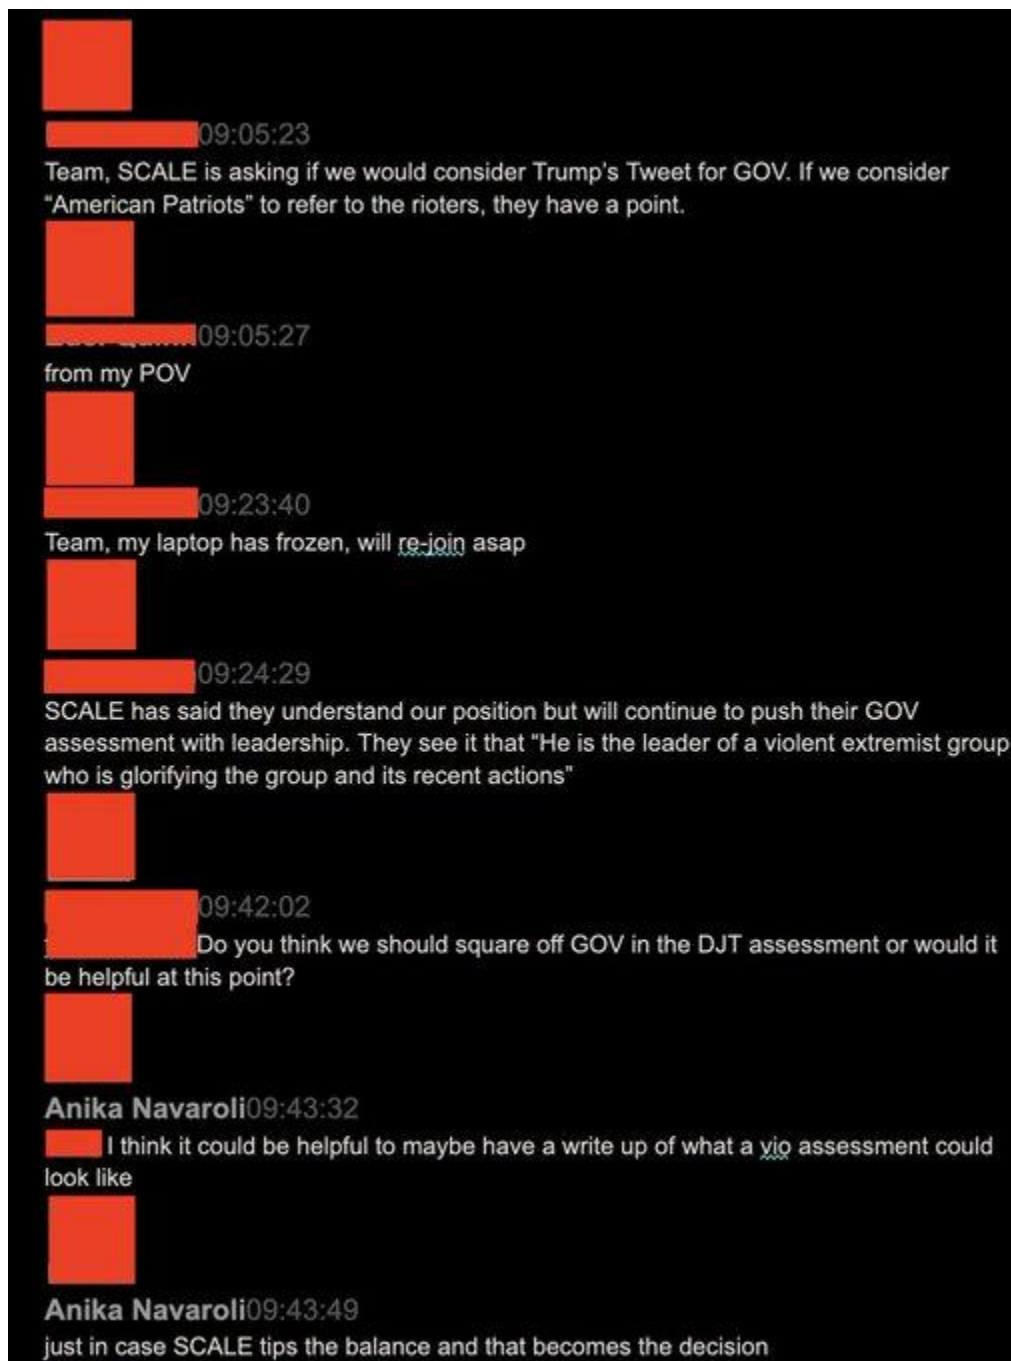 09:05:23
Team, SCALE is asking if we would consider Trump's Tweet for GOV. If we consider
“American Patriots” to refer to the rioters, they have a point.
09:05:27
from my POV
09:23:40
Team, my laptop has frozen, will re-join asap
09:24:29
SCALE has said they understand our position but will continue to push their GOV
assessment with leadership. They see it that "He is the leader of a violent extremist group
who is glorifying the group and its recent actions”
09:42:02
Do you think we should square off GOV in the DJT assessment or would it
be helpful at this point?
Anika Navaroli09:43:32
I think it could be helpful to maybe have a write up of what a vio assessment could
look like
Anika Navaroli09:43:49
just in case SCALE tips the balance and that becomes the decision